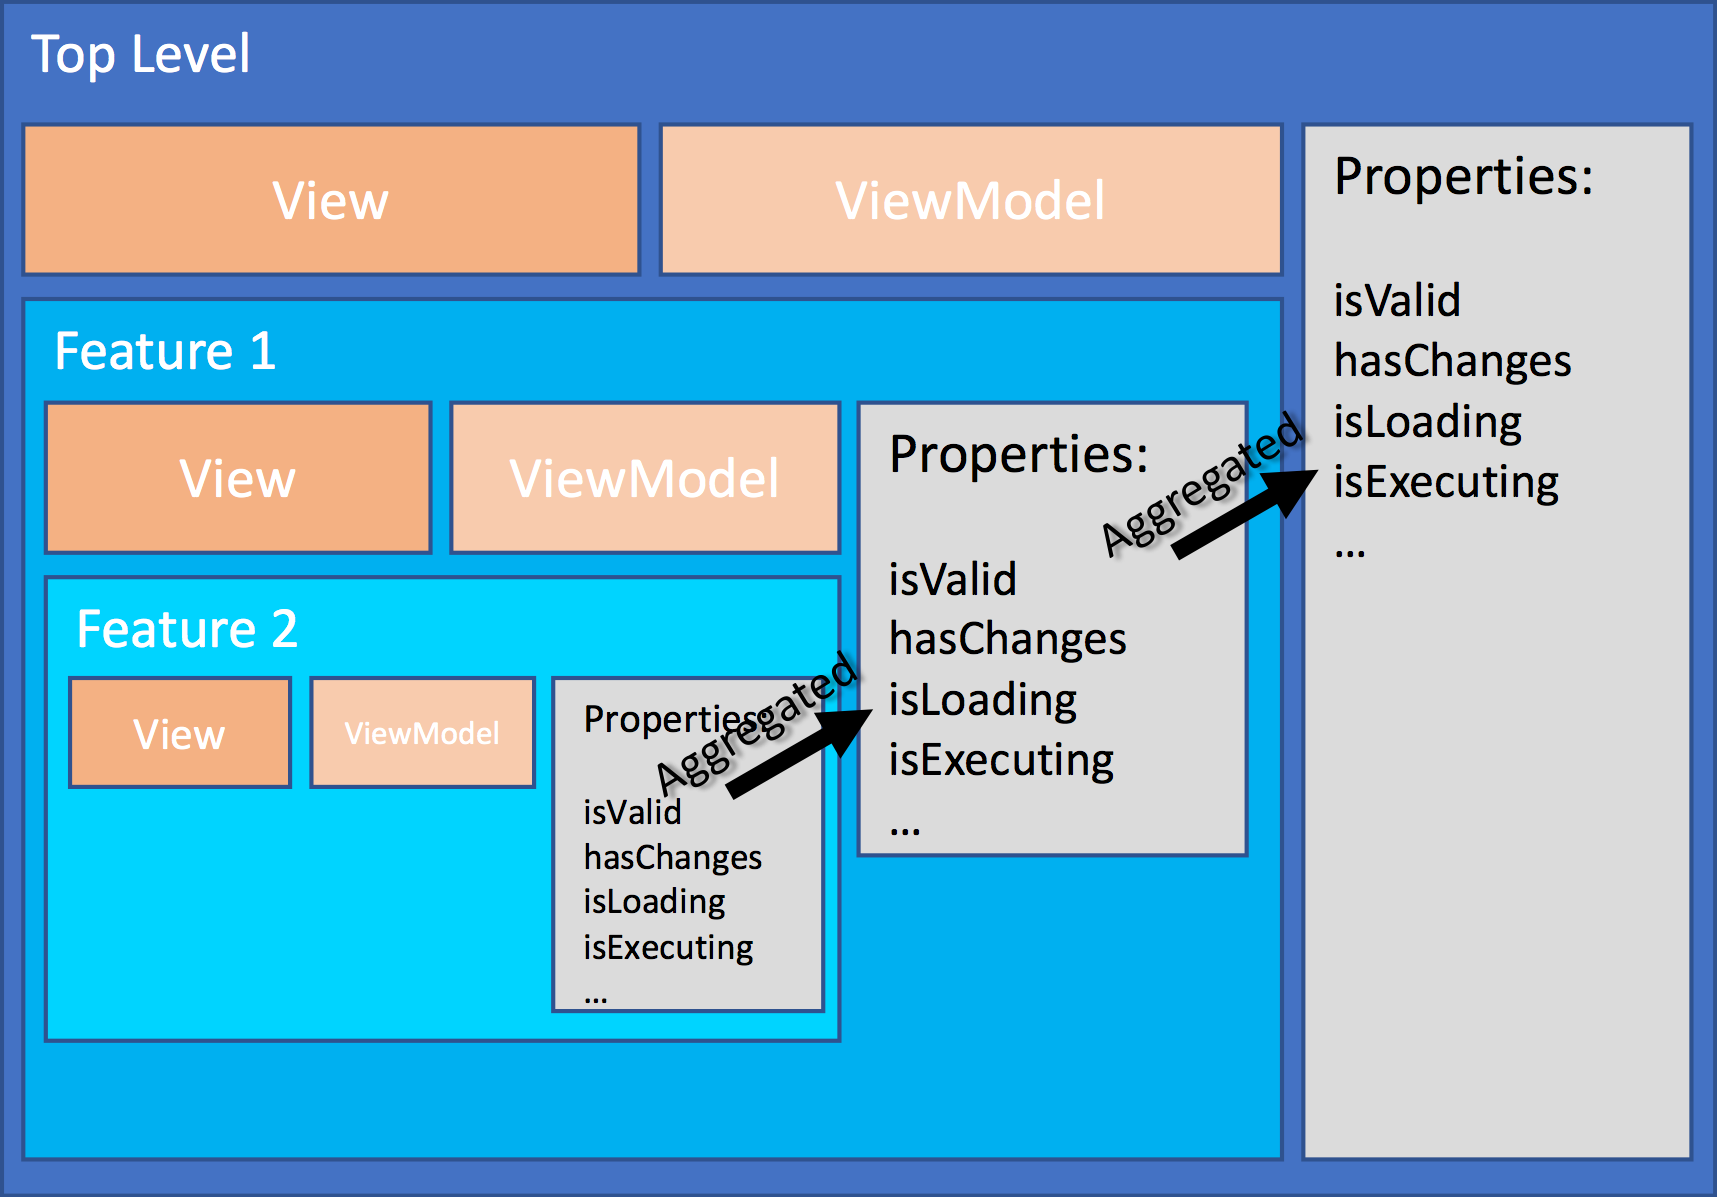 Top Level
View
ViewModel
Properties:
isValid
hasChanges
isLoading
isExecuting
...
Feature 1
View
ViewModel
Properties:
isValid
hasChanges
isLoading
isExecuting
...
Aggregated
Feature 2
View
ViewModel
Properties:
isValid
hasChanges
isLoading
isExecuting
...
Aggregated